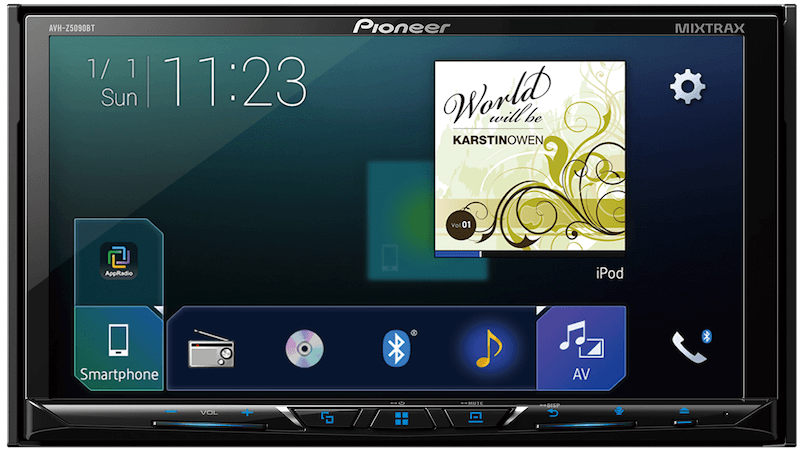 AVH-Z5090BT
Pioneer
MIXTRAX
1/ 1
Sun
11:23
World
will be
KARSTINOWEN
Vol.01
iPod
AppRadio
Smartphone
AV
VOL
MUTE
DISP